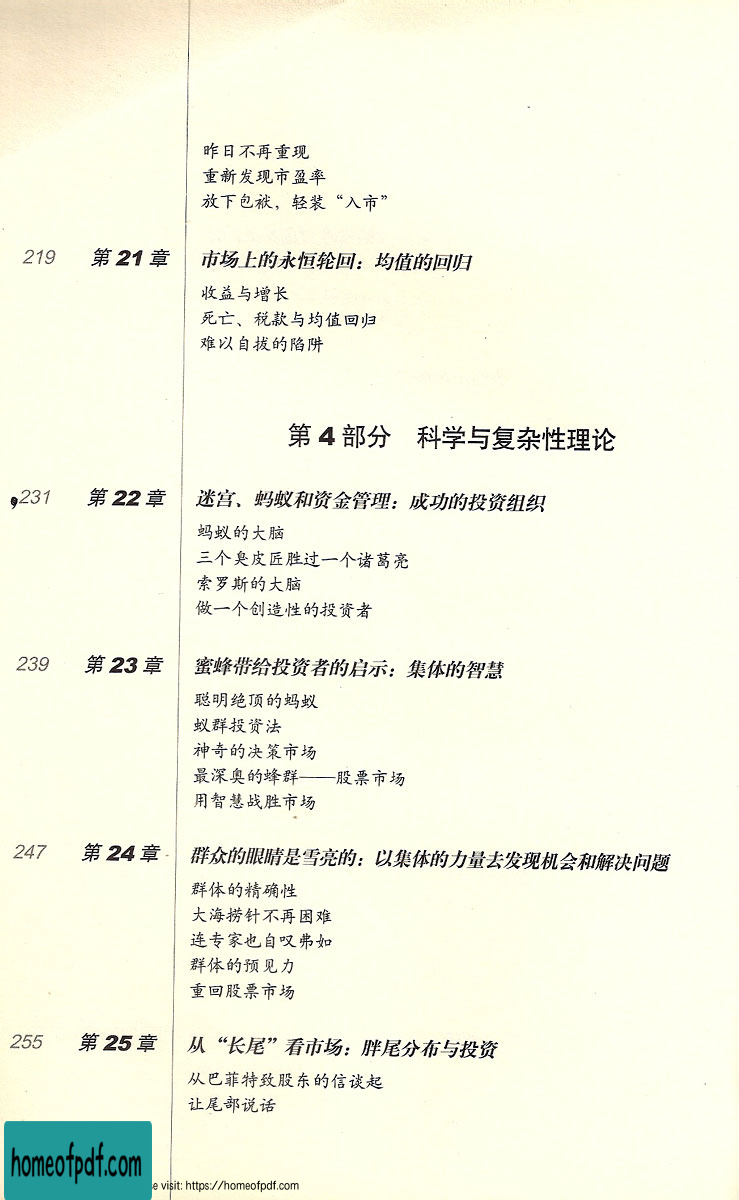 昨日不再重现
重新发现市盈率
放下包袱，轻装“入市”
219 第21章 市场上的永恒轮回：均值的回归
收益与增长
死亡、税款与均值回归
难以自拔的陷阱
第4部分 科学与复杂性理论
231 第22章 迷宫、蚂蚁和资金管理：成功的投资组织
蚂蚁的大脑
三个臭皮匠胜过一个诸葛亮
索罗斯的大脑
做一个创造性的投资者
239 第23章 蜜蜂带给投资者的启示：集体的智慧
聪明绝顶的蚂蚁
蚁群投资法
神奇的决策市场
最深奥的蜂群——股票市场
用智慧战胜市场
247 第24章 群众的眼睛是雪亮的：以集体的力量去发现机会和解决问题
群体的精确性
大海捞针不再困难
连专家也自叹弗如
群体的预见力
重回股票市场
255 第25章 从“长尾”看市场：胖尾分布与投资
从巴菲特致股东的信谈起
让尾部说话
homeofpdf.com
se visit: https://homeofpdf.com